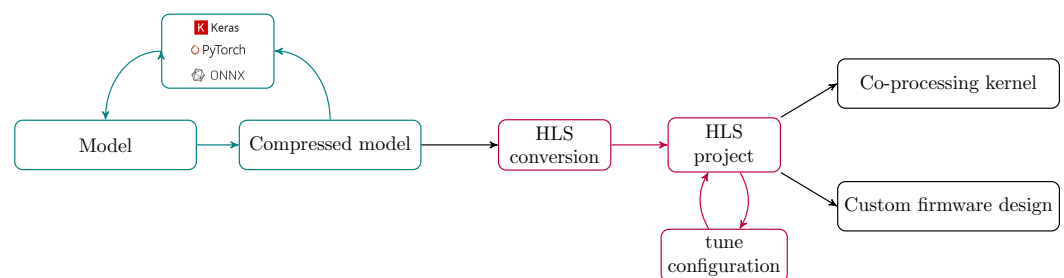 K Keras
PyTorch
ONNX
Model
Compressed model
HLS
conversion
HLS
project
tune
configuration
Co-processing kernel
Custom firmware design